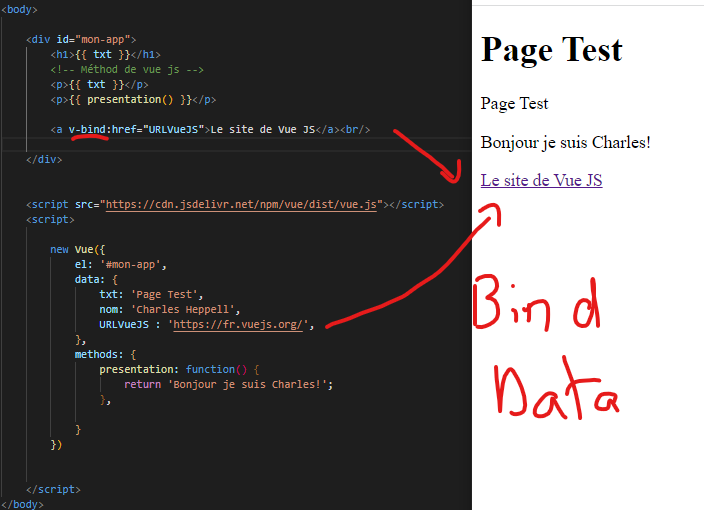 <body>
<div id="mon-app">
<h1>{{ txt }}</h1>
<!-- Méthod de vue js -->
<p>{{ txt }}</p>
<p>{{ presentation() }}</p>
<a v-bind:href="URLVueJS">Le site de Vue JS</a><br/>
</div>
<script src="https://cdn.jsdelivr.net/npm/vue/dist/vue.js"></script>
<script>
new Vue({
el: '#mon-app',
data: {
txt: 'Page Test',
nom: 'Charles Heppell',
URLVueJS : 'https://fr.vuejs.org/',
},
methods: {
presentation: function() {
return 'Bonjour je suis Charles!';
},
}
})
</script>
</body>
Page Test
Page Test
Bonjour je suis Charles!
Le site de Vue JS
Bind
Data